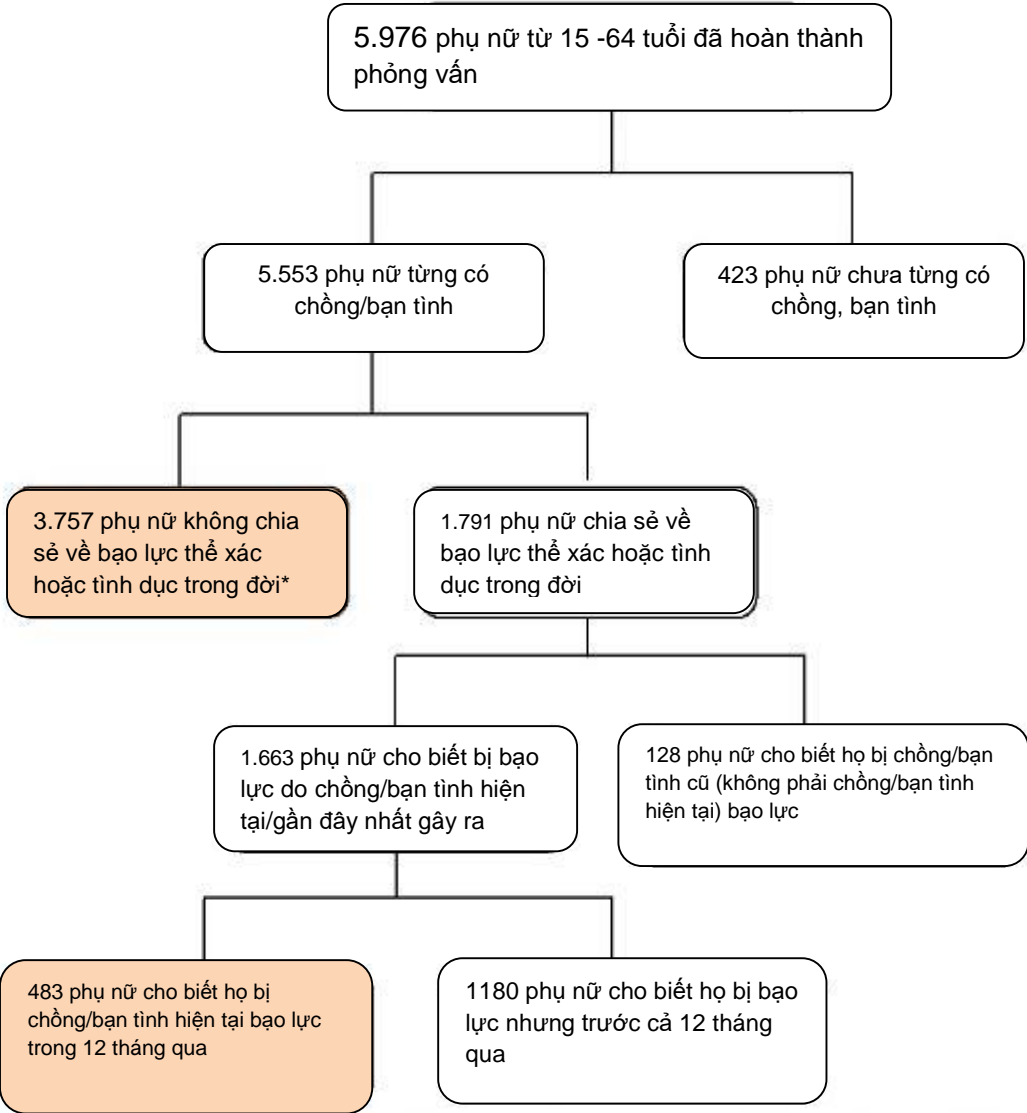 5.976 phụ nữ từ 15 -64 tuổi đã hoàn thành
phỏng vấn
5.553 phụ nữ từng có
chồng/bạn tình
423 phụ nữ chưa từng có
chồng, bạn tình
3.757 phụ nữ không chia
sẻ về bạo lực thể xác
hoặc tình dục trong đời*
1.791 phụ nữ chia sẻ về
bạo lực thể xác hoặc tình
dục trong đời
1.663 phụ nữ cho biết bị bạo
lực do chồng/bạn tình hiện
tại/gần đây nhất gây ra
128 phụ nữ cho biết họ bị chồng/bạn
tình cũ (không phải chồng/bạn tình
hiện tại) bạo lực
483 phụ nữ cho biết họ bị
chồng/bạn tình hiện tại bạo lực
trong 12 tháng qua
1180 phụ nữ cho biết họ bị bạo
lực nhưng trước cả 12 tháng
qua